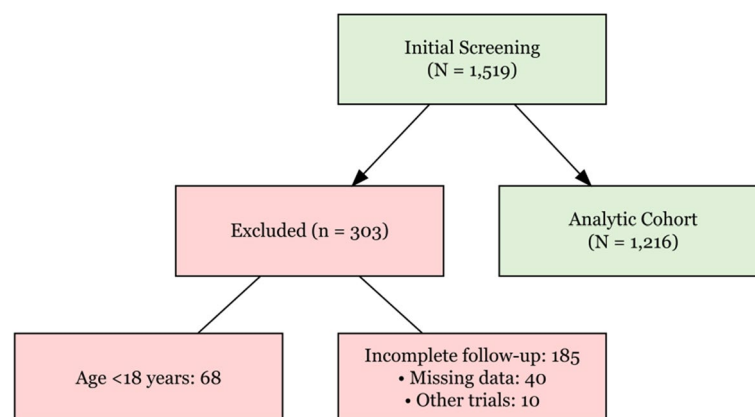 Initial Screening
(N = 1,519)
Excluded (n = 303)
Analytic Cohort
(N = 1,216)
Age <18 years: 68
Incomplete follow-up: 185
• Missing data: 40
• Other trials: 10